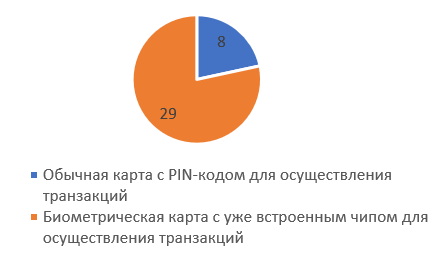 8
29
Обычная карта с PIN-кодом для осуществления
транзакций
Биометрическая карта с уже встроенным чипом для
осуществления транзакций